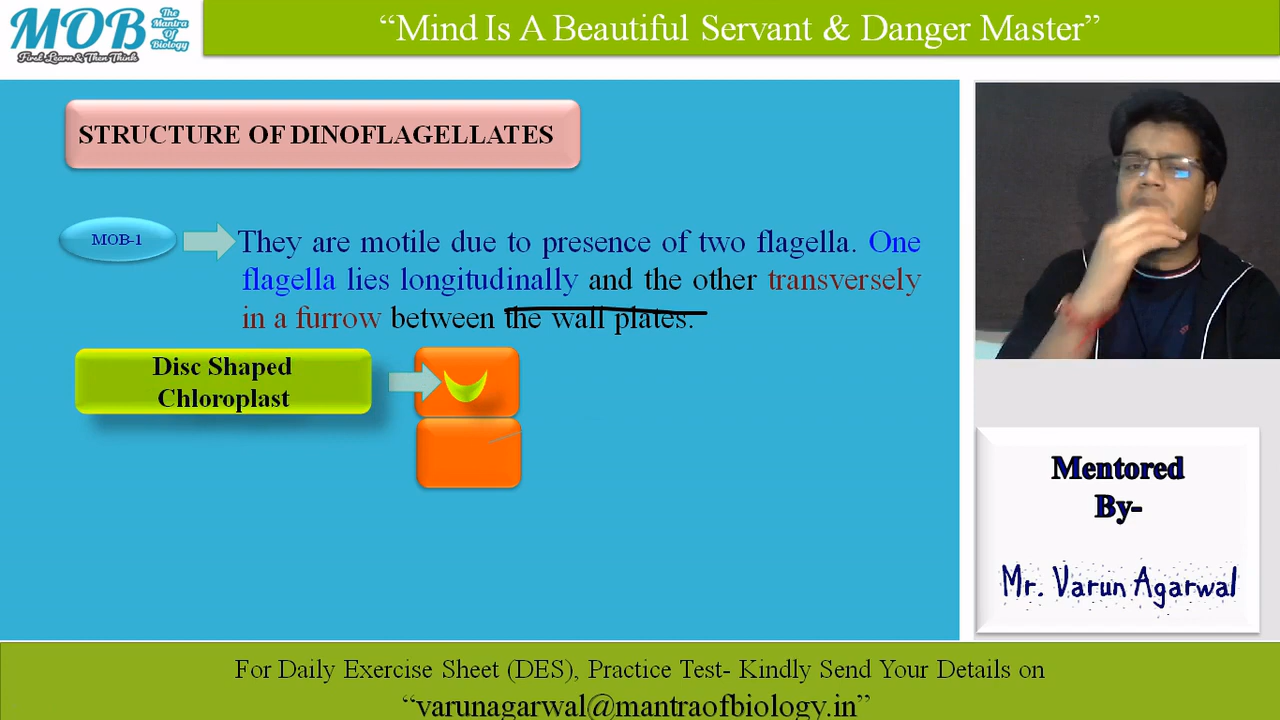 MOB
The
Mantra
Of
Biology
First Learn & Then Think
“Mind Is A Beautiful Servant & Danger Master”
STRUCTURE OF DINOFLAGELLATES
MOB-1
They are motile due to presence of two flagella. One
flagella lies longitudinally and the other transversely
in a furrow between the wall plates.
Disc Shaped
Chloroplast
Mentored
By-
Mr. Varun Agarwal
For Daily Exercise Sheet (DES), Practice Test- Kindly Send Your Details on
“varunagarwal@mantraofbiology.in”